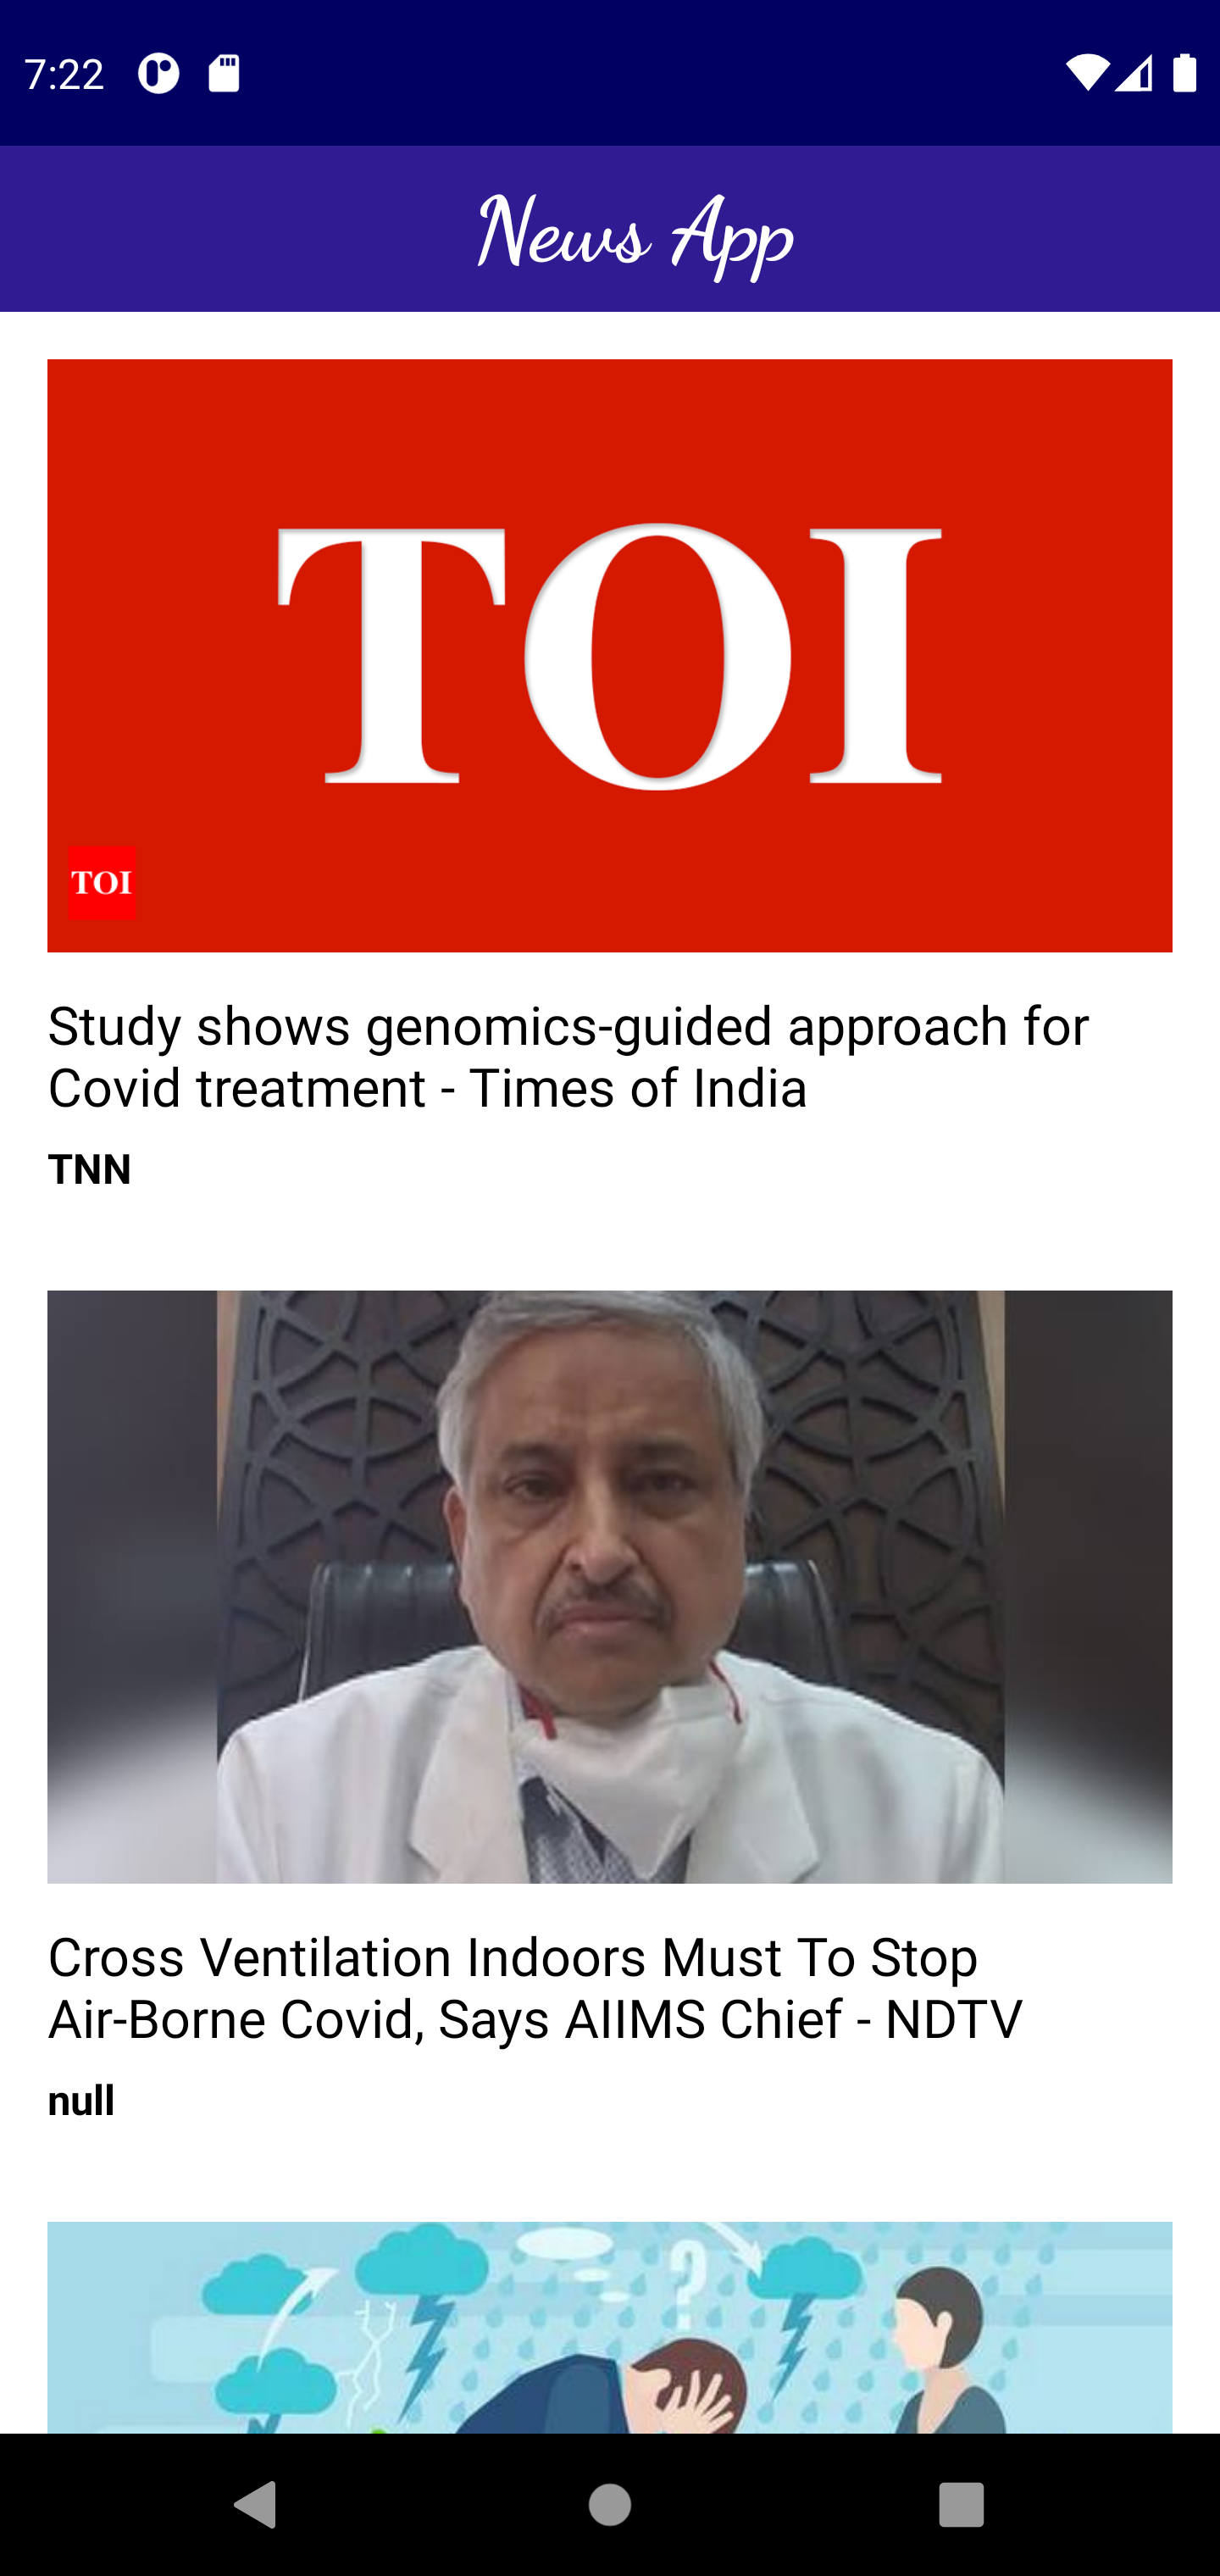 7:22
News App
TOI
TOI
Study shows genomics-guided approach for
Covid treatment - Times of India
TNN
Cross Ventilation Indoors Must To Stop
Air-Borne Covid, Says AIIMS Chief - NDTV
null
?